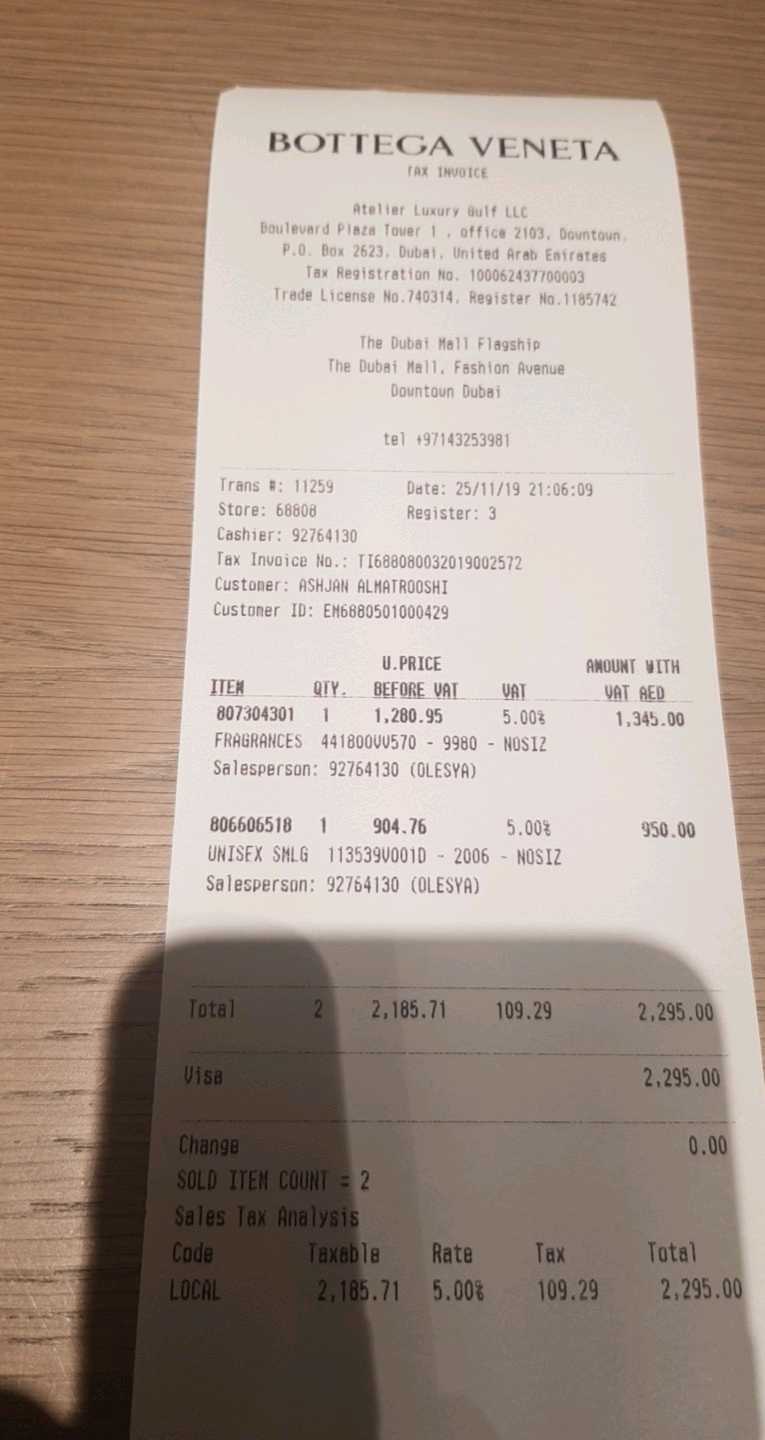 BOTTEGA VENETA
TAX INVOICE
Atelier Luxury Gulf LLC
Boulevard Plaza Tower 1 , office 2103, Downtown,
P.O. Box 2623, Dubai, United Arab Emirates
Tax Registration No. 100062437700003
Trade License No.740314, Register No.1185742
The Dubai Mall Flagship
The Dubai Mall, Fashion Avenue
Downtown Dubai
tel +97143253981
Trans #: 11259 Date: 25/11/19 21:06:09
Store: 68808 Register: 3
Cashier: 92764130
Tax Invoice No.: TI688080032019002572
Customer: ASHJAN ALMATROOSHI
Customer ID: EM6880501000429
U.PRICE AMOUNT WITH
ITEM QTY. BEFORE VAT VAT VAT AED
807304301 1 1,280.95 5.00% 1,345.00
FRAGRANCES 441800VV570 - 9980 - NOSIZ
Salesperson: 92764130 (OLESYA)
806606518 1 904.76 5.00% 950.00
UNISEX SMLG 113539V001D - 2006 - NOSIZ
Salesperson: 92764130 (OLESYA)
Total 2 2,185.71 109.29 2,295.00
Visa 2,295.00
Change 0.00
SOLD ITEM COUNT = 2
Sales Tax Analysis
Code Taxable Rate Tax Total
LOCAL 2,185.71 5.00% 109.29 2,295.00